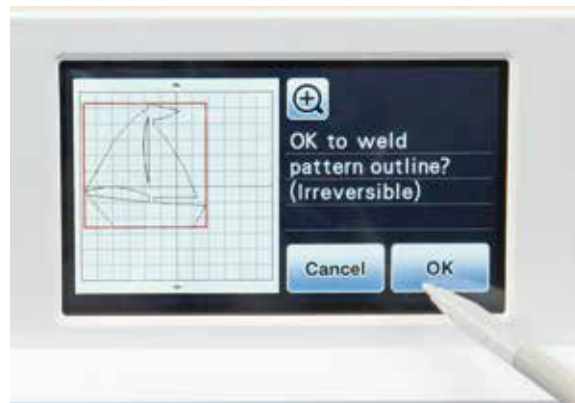 OK to weld
pattern outline?
(Irreversible)
Cancel
OK